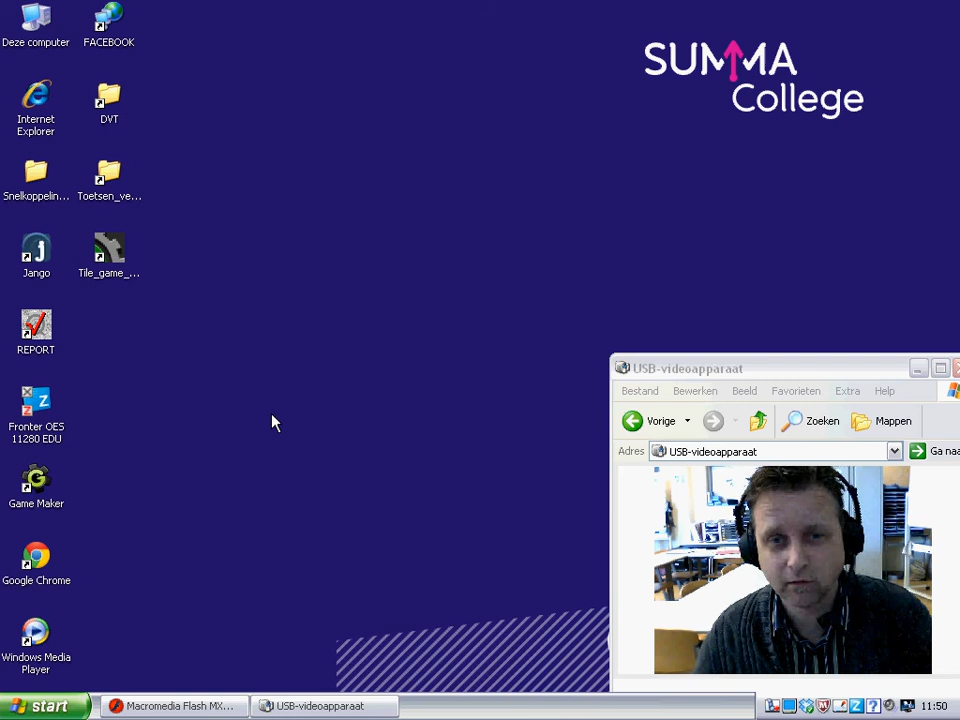 Deze computer
FACEBOOK
SUMMA
College
Internet
Explorer
DVT
Snelkoppelin...
Toetsen_ve...
Jango
Tile_game_...
REPORT
Fronter OES
11280 EDU
Game Maker
Google Chrome
Windows Media
Player
USB-videoapparaat
Bestand Bewerken Beeld Favorieten Extra Help
Vorige Zoeken Mappen
Adres USB-videoapparaat Ga naa
start Macromedia Flash MX... USB-videoapparaat 11:50